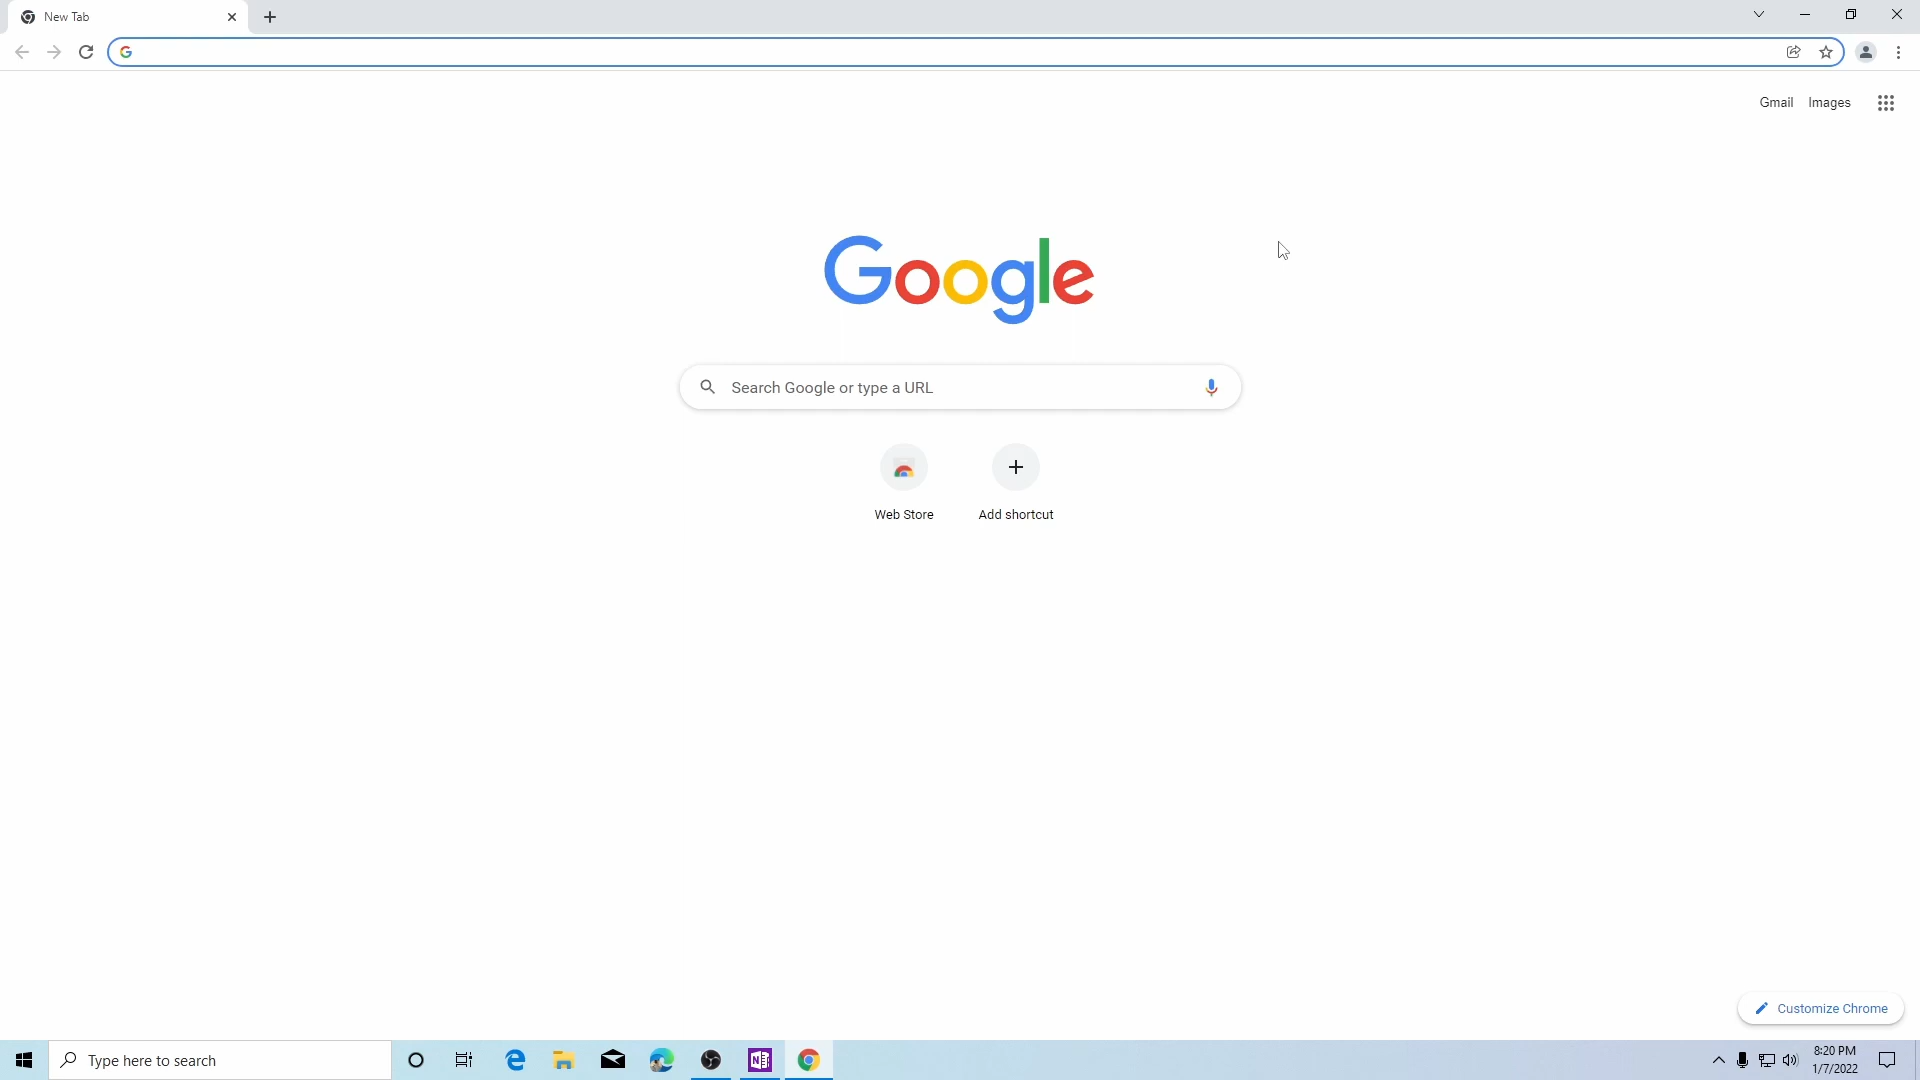 New Tab
Gmail Images
Google
Search Google or type a URL
Web Store Add shortcut
Customize Chrome
Type here to search
8:20 PM
1/7/2022